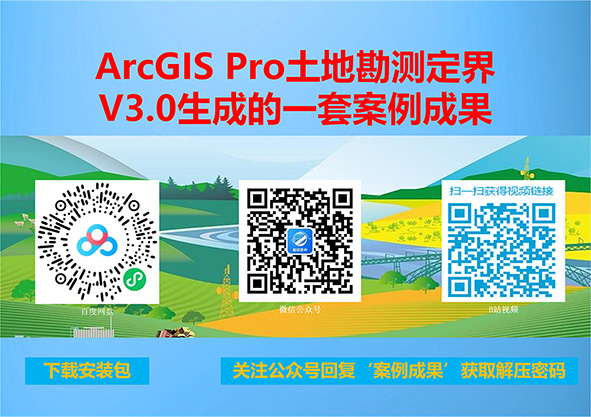 ArcGIS Pro土地勘测定界
V3.0生成的一套案例成果
扫一扫获得视频链接
百度网盘
微信公众号
B站视频
下载安装包
关注公众号回复‘案例成果’获取解压密码